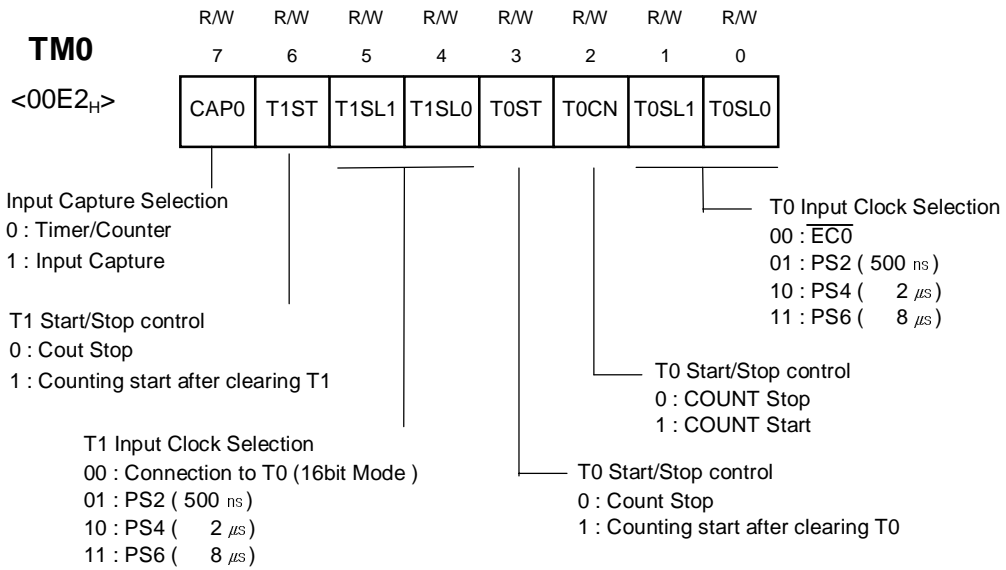 R/W R/W R/W R/W R/W R/W R/W R/W
TM0
7 6 5 4 3 2 1 0
<00E2H>
CAP0 T1ST T1SL1 T1SL0 T0ST T0CN T0SL1 T0SL0
Input Capture Selection
0 : Timer/Counter
1 : Input Capture
T1 Start/Stop control
0 : Cout Stop
1 : Counting start after clearing T1
T1 Input Clock Selection
00 : Connection to T0 (16bit Mode )
01 : PS2 ( 500 ns )
10 : PS4 ( 2 μs )
11 : PS6 ( 8 μs )
T0 Start/Stop control
0 : Count Stop
1 : Counting start after clearing T0
T0 Start/Stop control
0 : COUNT Stop
1 : COUNT Start
T0 Input Clock Selection
00 : E̅C̅0̅
01 : PS2 ( 500 ns )
10 : PS4 ( 2 μs )
11 : PS6 ( 8 μs )